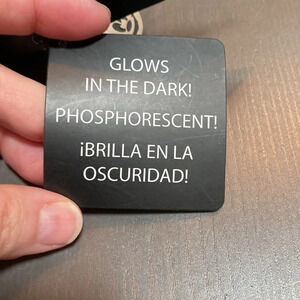 GLOWS
IN THE DARK!
PHOSPHORESCENT!
¡BRILLA EN LA
OSCURIDAD!